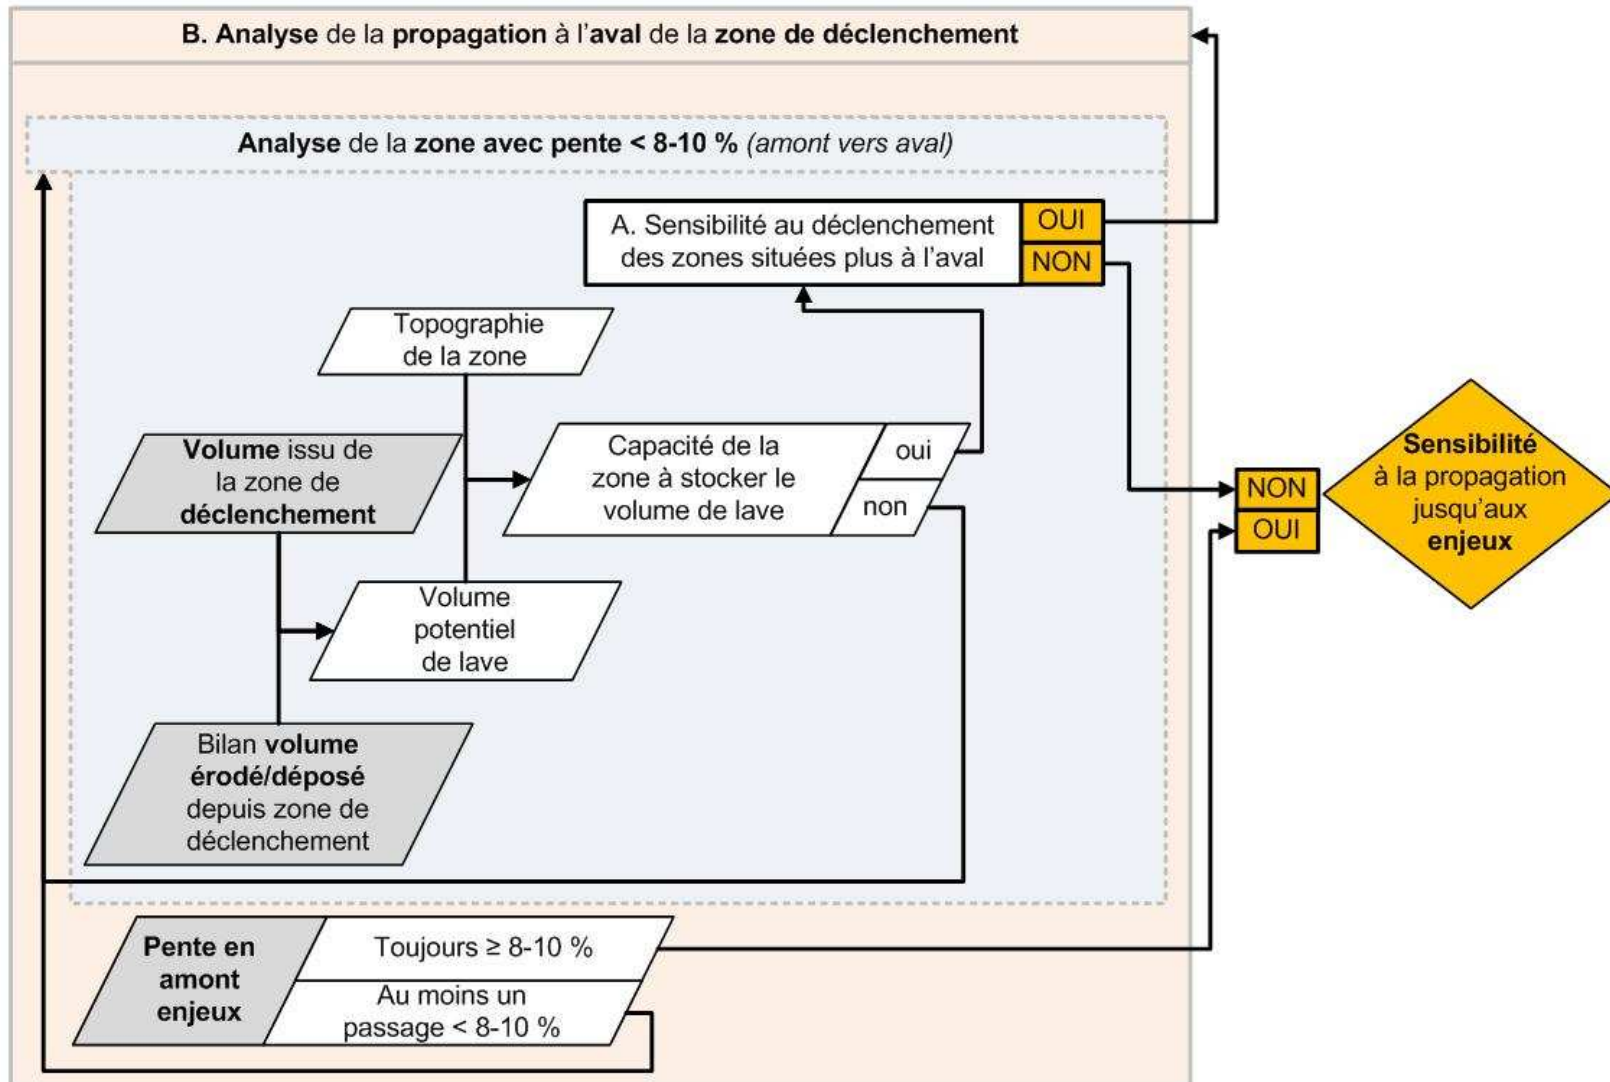 B. Analyse de la propagation à l'aval de la zone de déclenchement
Analyse de la zone avec pente < 8-10 % (amont vers aval)
A. Sensibilité au déclenchement
des zones situées plus à l'aval
OUI
NON
Topographie
de la zone
Volume issu de
la zone de
déclenchement
Capacité de la
zone à stocker le
volume de lave
oui
non
Volume
potentiel
de lave
Bilan volume
érodé/déposé
depuis zone de
déclenchement
Pente en
amont
enjeux
Toujours ≥ 8-10 %
Au moins un
passage < 8-10 %
NON
OUI
Sensibilité
à la propagation
jusqu'aux
enjeux